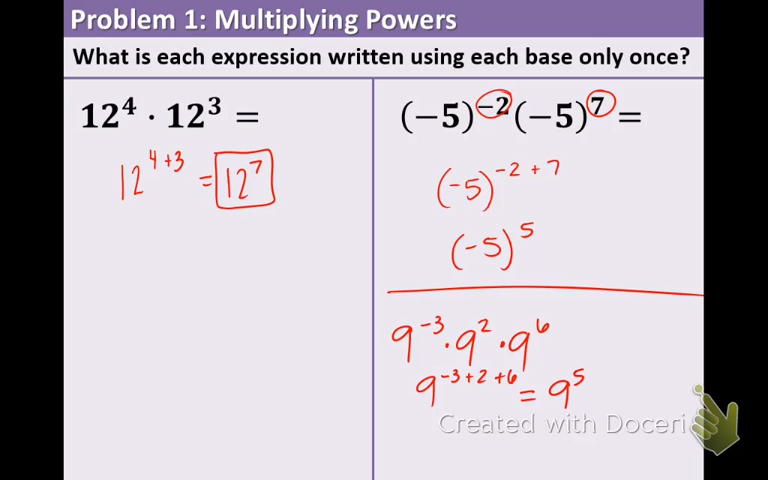 Problem 1: Multiplying Powers
What is each expression written using each base only once?
12⁴ · 12³ =
12⁴⁺³ = 12⁷
(−5)⁻²(−5)⁷ =
(-5)⁻² ⁺ ⁷
(-5)⁵
9⁻³ · 9² · 9⁶
9⁻³⁺²⁺⁶ = 9⁵
Created with Doceri